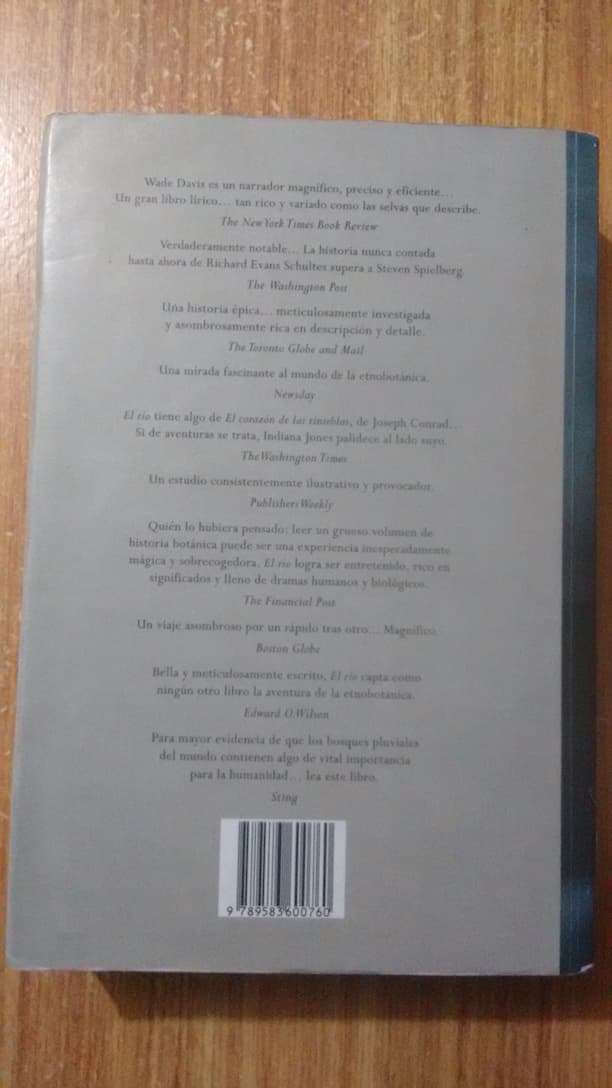 Wade Davis es un narrador magnífico, preciso y eficiente...
Un gran libro lírico... tan rico y variado como las selvas que describe.
The New York Times Book Review
Verdaderamente notable... La historia nunca contada
hasta ahora de Richard Evans Schultes supera a Steven Spielberg.
The Washington Post
Una historia épica... meticulosamente investigada
y asombrosamente rica en descripción y detalle.
The Toronto Globe and Mail
Una mirada fascinante al mundo de la etnobotánica.
Newsday
El río tiene algo de El corazón de las tinieblas, de Joseph Conrad...
Si de aventuras se trata, Indiana Jones palidece al lado suyo.
The Washington Times
Un estudio consistentemente ilustrativo y provocador.
Publishers Weekly
Quién lo hubiera pensado: leer un grueso volumen de
historia botánica puede ser una experiencia inesperadamente
mágica y sobrecogedora. El río logra ser entretenido, rico en
significados y lleno de dramas humanos y biológicos.
The Financial Post
Un viaje asombroso por un rápido tras otro... Magnífico.
Boston Globe
Bella y meticulosamente escrito, El río capta como
ningún otro libro la aventura de la etnobotánica.
Edward O. Wilson
Para mayor evidencia de que los bosques pluviales
del mundo contienen algo de vital importancia
para la humanidad... lea este libro.
Sting
9 789583 600760